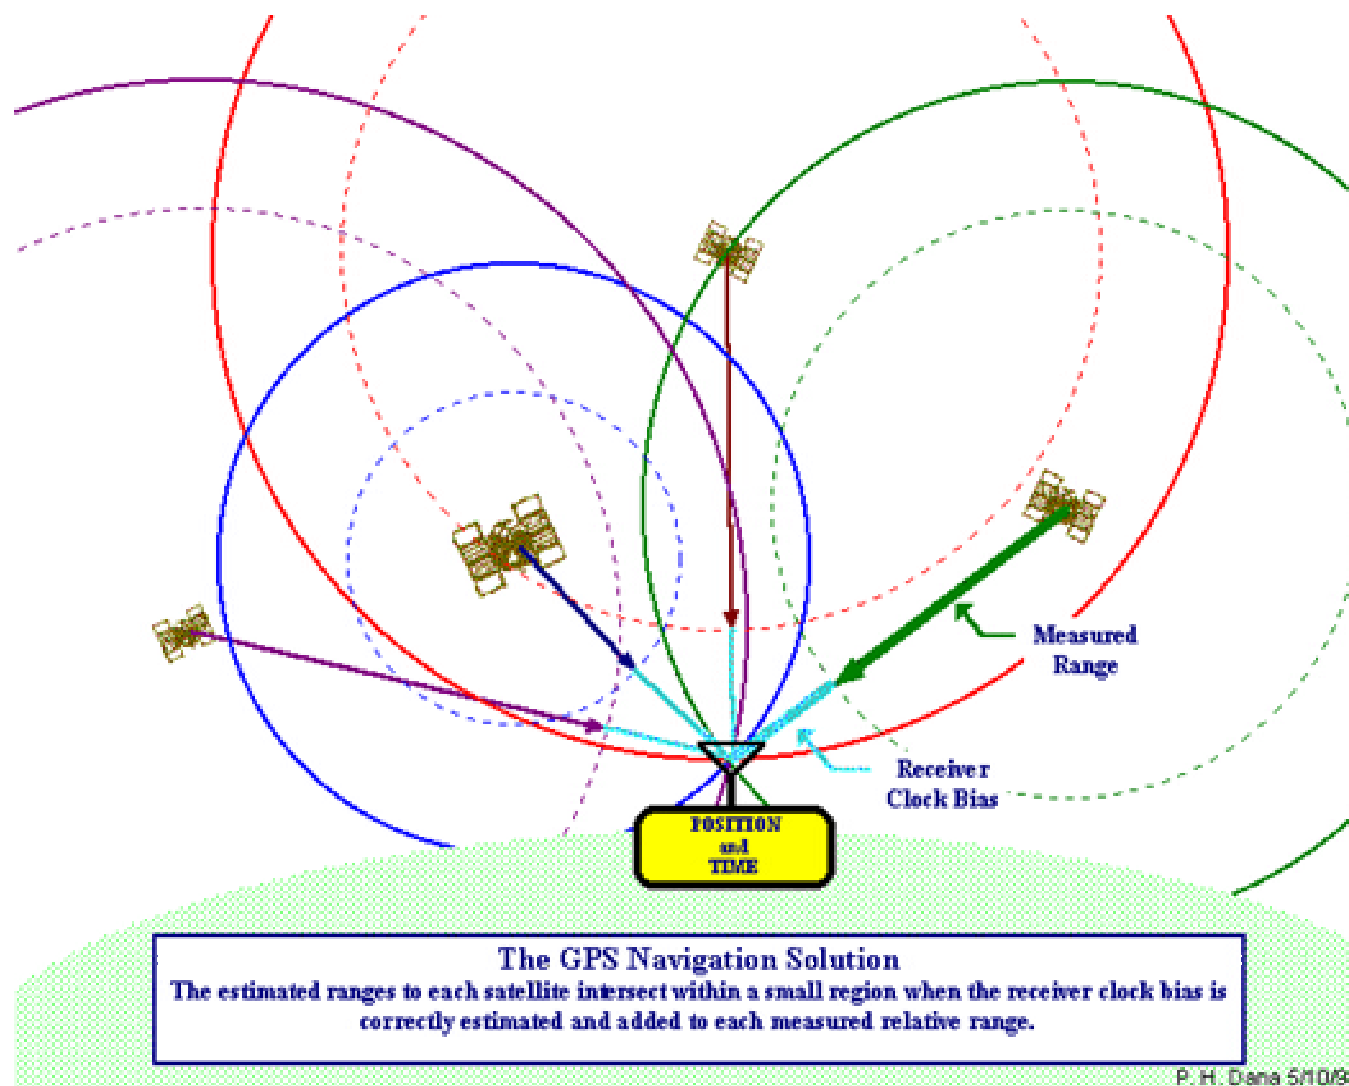 Measured
Range
Receiver
Clock Bias
POSITION
and
TIME
The GPS Navigation Solution
The estimated ranges to each satellite intersect within a small region when the receiver clock bias is
correctly estimated and added to each measured relative range.
P. H. Dana 5/10/9